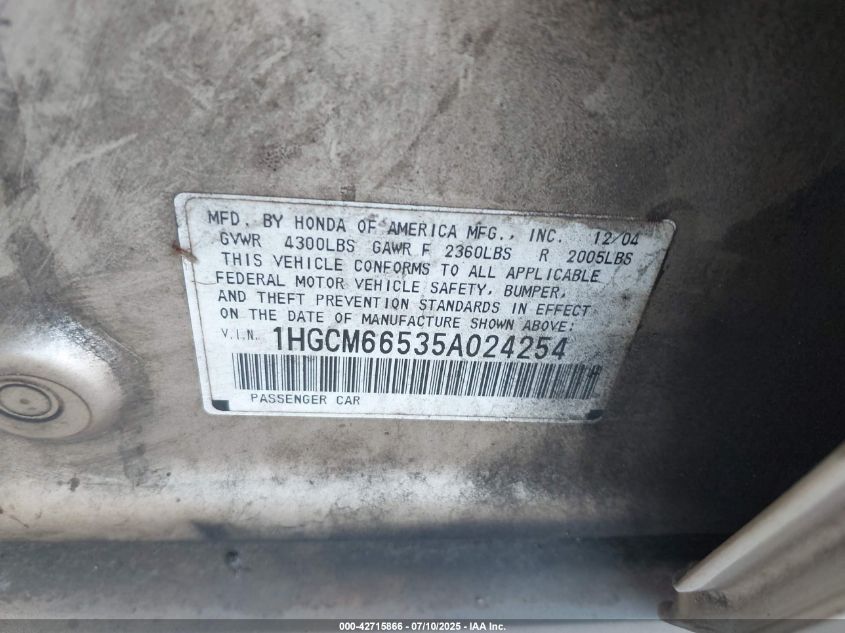 MFD. BY HONDA OF AMERICA MFG., INC. 12/04
GVWR 4300LBS GAWR F 2360LBS R 2005LBS
THIS VEHICLE CONFORMS TO ALL APPLICABLE
FEDERAL MOTOR VEHICLE SAFETY, BUMPER,
AND THEFT PREVENTION STANDARDS IN EFFECT
ON THE DATE OF MANUFACTURE SHOWN ABOVE:
V.I.N. 1HGCM66535A024254
PASSENGER CAR
000-42715866 - 07/10/2025 - IAA Inc.